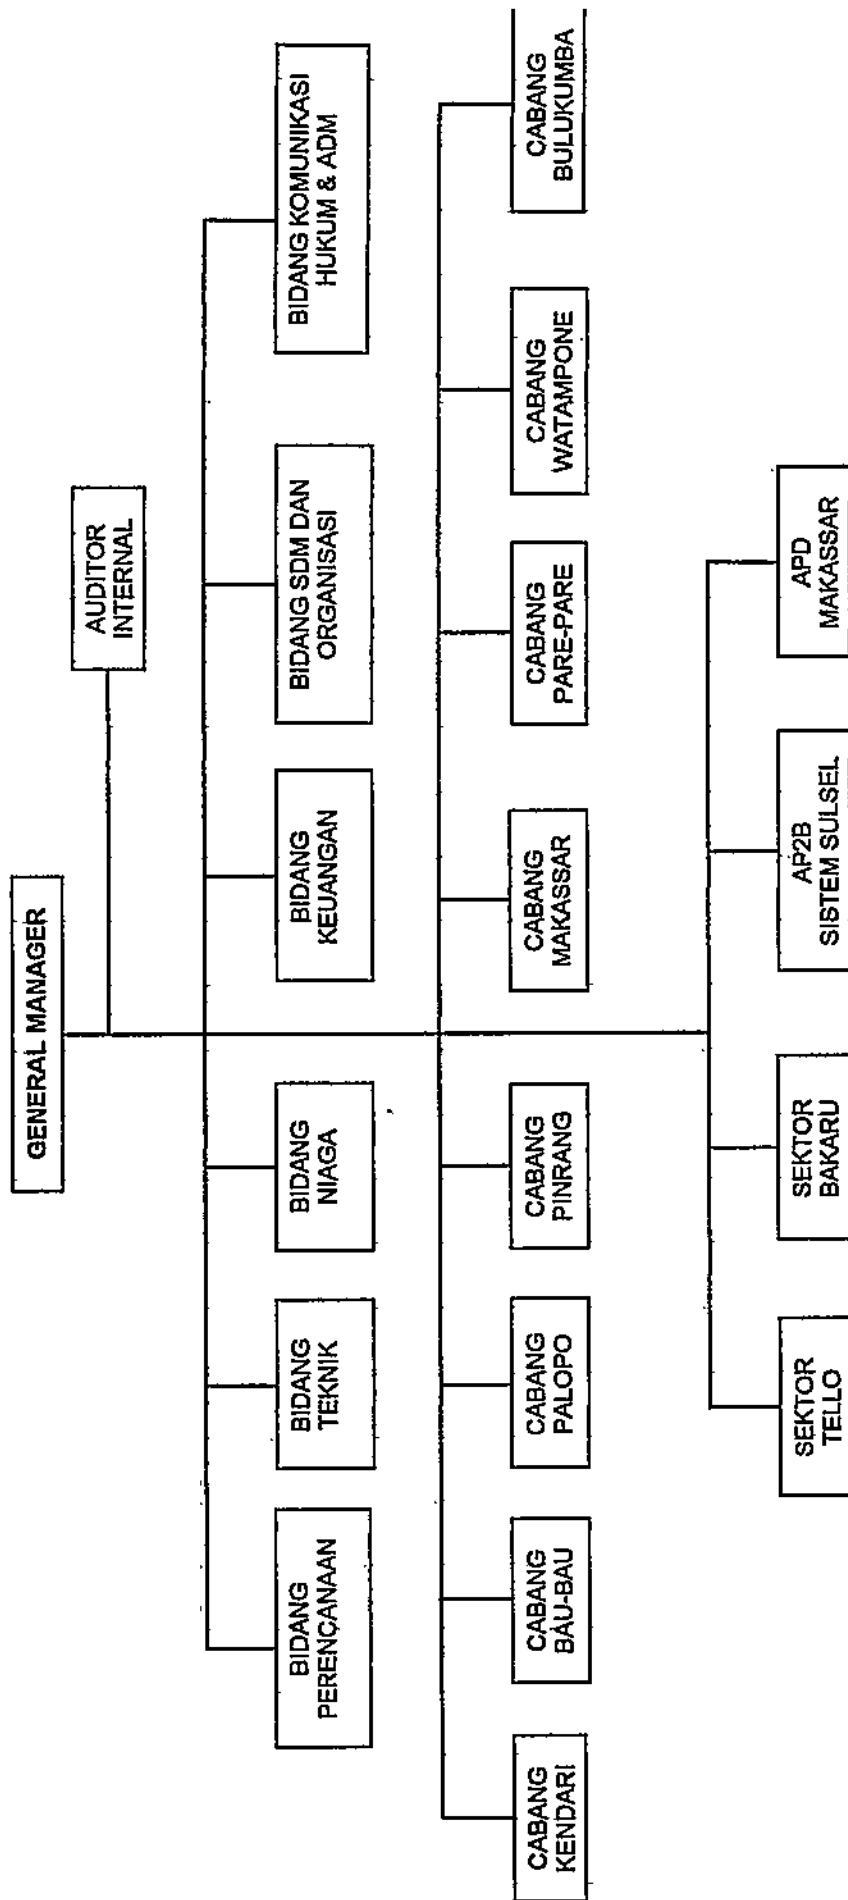 GENERAL MANAGER
AUDITOR
INTERNAL
BIDANG
PERENCANAAN
BIDANG
TEKNIK
BIDANG
NIAGA
BIDANG
KEUANGAN
BIDANG SDM DAN
ORGANISASI
BIDANG KOMUNIKASI
HUKUM & ADM
CABANG
KENDARI
CABANG
BAU-BAU
CABANG
PALOPO
CABANG
PINRANG
CABANG
MAKASSAR
CABANG
PARE-PARE
CABANG
WATAMPONE
CABANG
BULUKUMBA
SEKTOR
TELLO
SEKTOR
BAKARU
AP2B
SISTEM SULSEL
APD
MAKASSAR